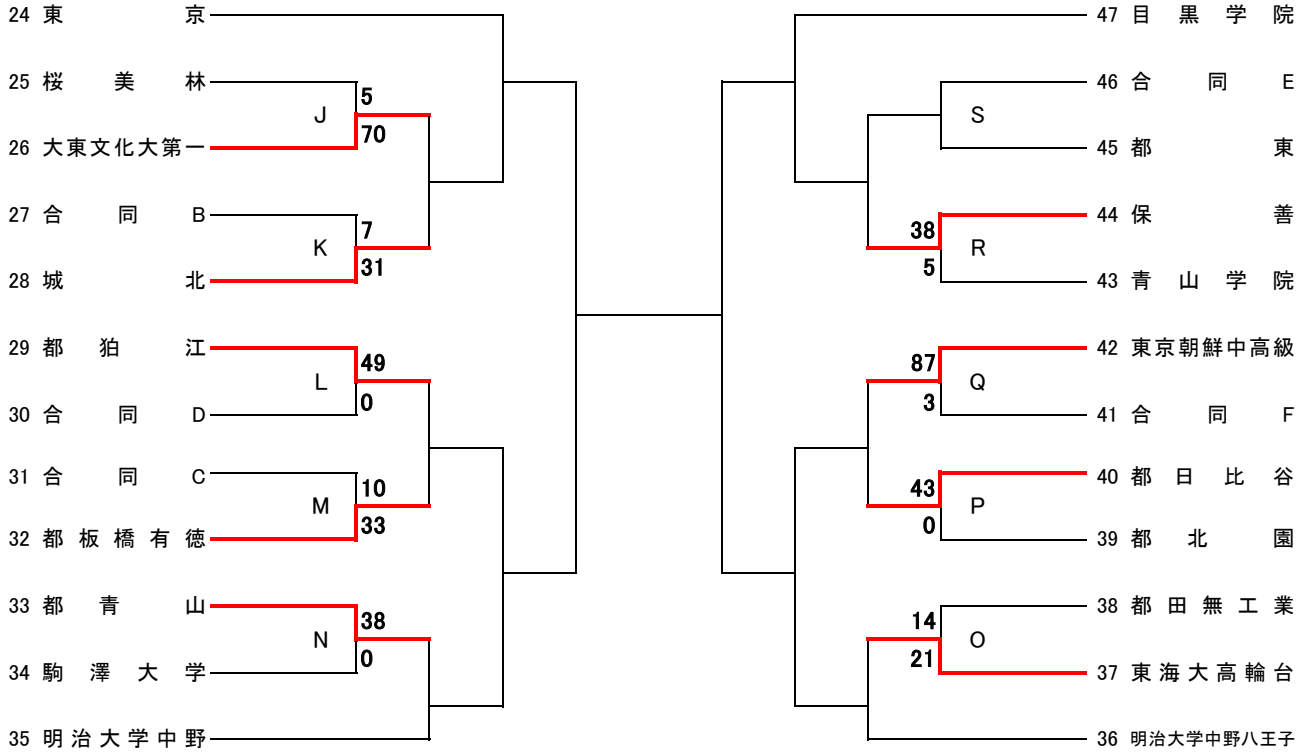 24 東京
25 桜美林
5
J
70
26 大東文化大第一
27 合同B
7
K
31
28 城北
29 都狛江
49
L
0
30 合同D
31 合同C
10
M
33
32 都板橋有徳
33 都青山
38
N
0
34 駒澤大学
35 明治大学中野
47 目黒学院
46 合同E
S
45 都東
44 保善
38
R
5
43 青山学院
42 東京朝鮮中高級
87
Q
3
41 合同F
40 都日比谷
43
P
0
39 都北園
38 都田無工業
14
O
21
37 東海大高輪台
36 明治大学中野八王子